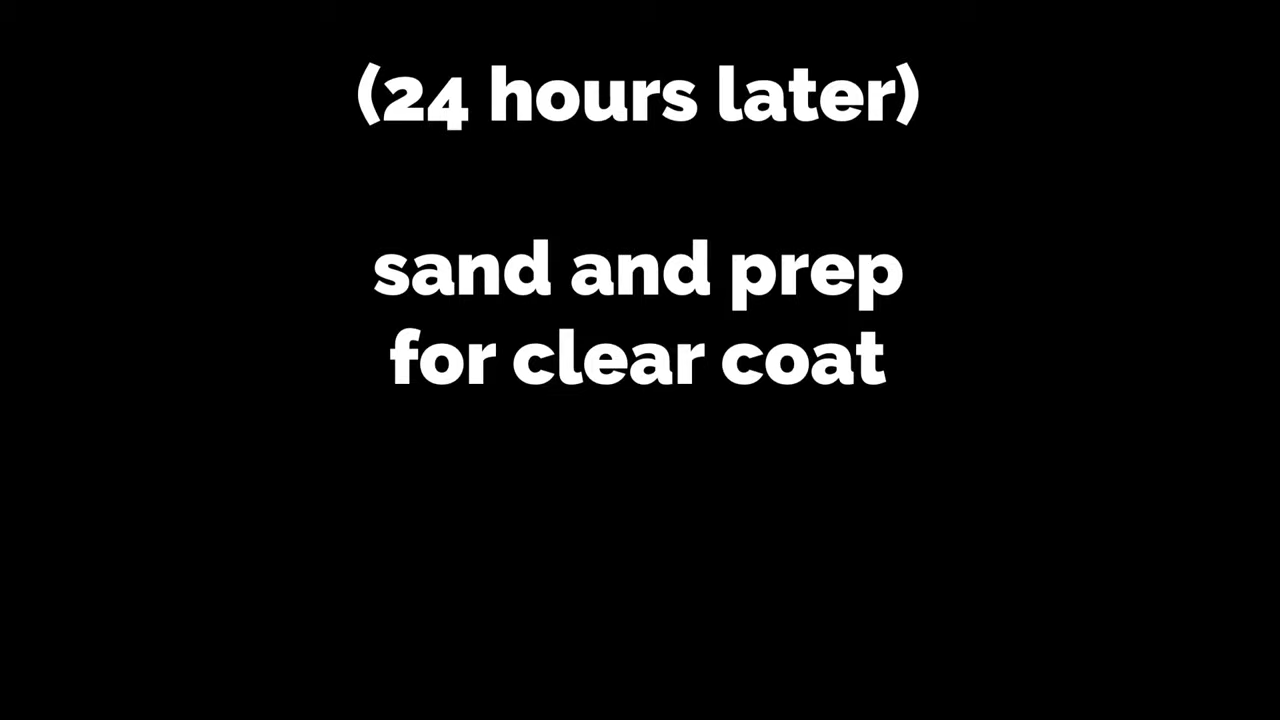 (24 hours later)
sand and prep
for clear coat